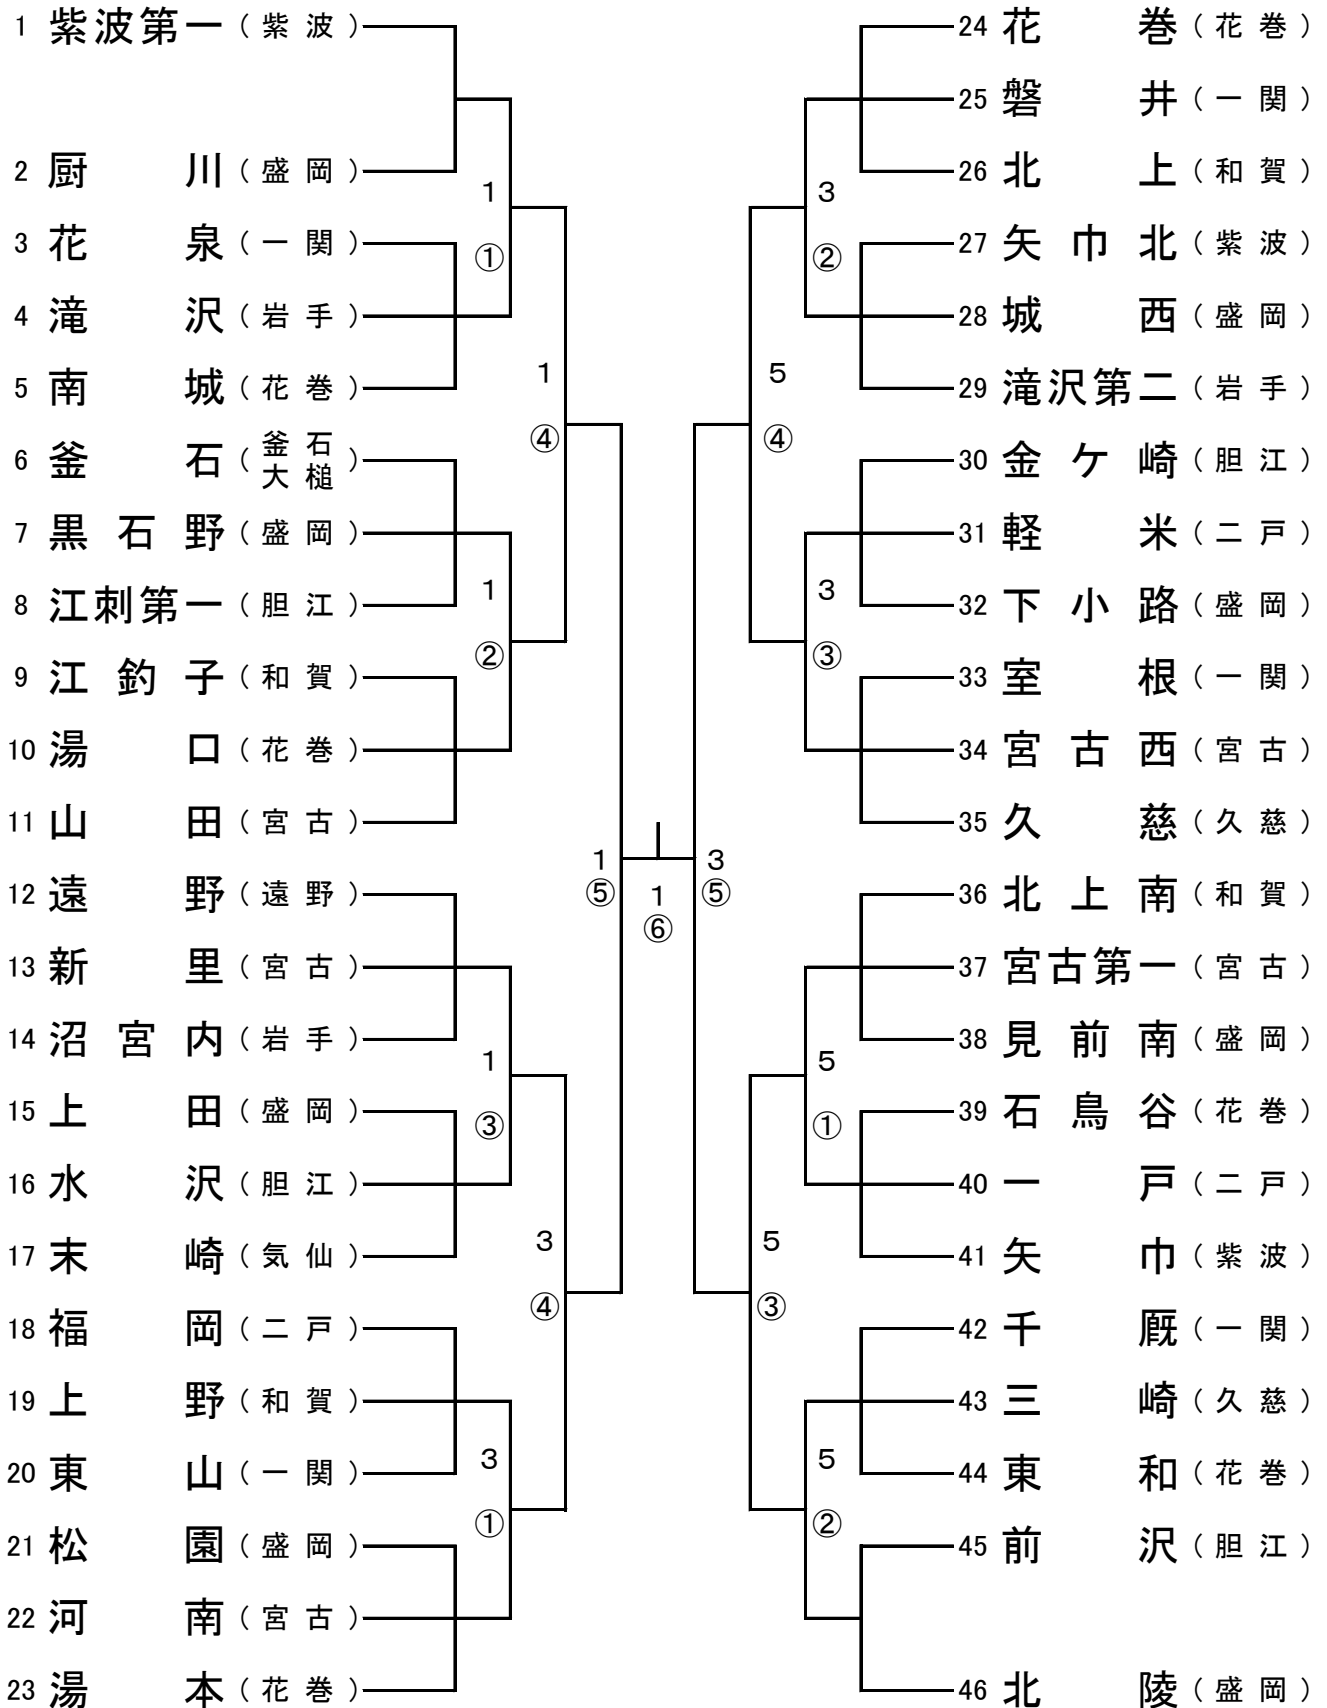 1 紫波第一 （紫波）
2 厨川 （盛岡）
3 花泉 （一関）
4 滝沢 （岩手）
5 南城 （花巻）
6 釜石 （釜石大槌）
7 黒石野 （盛岡）
8 江刺第一 （胆江）
9 江釣子 （和賀）
10 湯口 （花巻）
11 山田 （宮古）
12 遠野 （遠野）
13 新里 （宮古）
14 沼宮内 （岩手）
15 上田 （盛岡）
16 水沢 （胆江）
17 末崎 （気仙）
18 福岡 （二戸）
19 上野 （和賀）
20 東山 （一関）
21 松園 （盛岡）
22 河南 （宮古）
23 湯本 （花巻）
1
①
1
②
1
③
3
①
1
④
3
④
1
⑤
1
⑥
3
⑤
5
④
5
③
3
②
3
③
5
①
5
②
24 花巻 （花巻）
25 磐井 （一関）
26 北上 （和賀）
27 矢巾北 （紫波）
28 城西 （盛岡）
29 滝沢第二 （岩手）
30 金ケ崎 （胆江）
31 軽米 （二戸）
32 下小路 （盛岡）
33 室根 （一関）
34 宮古西 （宮古）
35 久慈 （久慈）
36 北上南 （和賀）
37 宮古第一 （宮古）
38 見前南 （盛岡）
39 石鳥谷 （花巻）
40 一戸 （二戸）
41 矢巾 （紫波）
42 千厩 （一関）
43 三崎 （久慈）
44 東和 （花巻）
45 前沢 （胆江）
46 北陵 （盛岡）